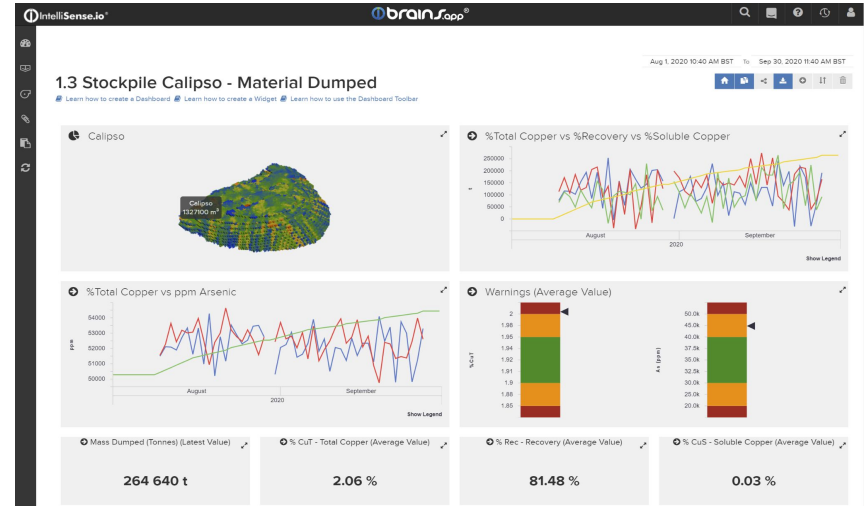 IntelliSense.io®
brains.app®
Aug 1, 2020 10:40 AM BST To Sep 30, 2020 11:40 AM BST
1.3 Stockpile Calipso - Material Dumped
Learn how to create a Dashboard Learn how to create a Widget Learn how to use the Dashboard Toolbar
Calipso
Calipso
1327100 m³
%Total Copper vs %Recovery vs %Soluble Copper
t
250000
200000
150000
100000
50000
0
August
September
2020
Show Legend
%Total Copper vs ppm Arsenic
ppm
54000
53000
52000
51000
50000
August
September
2020
Show Legend
Warnings (Average Value)
%CuT
2
1.98
1.95
1.94
1.92
1.91
1.9
1.88
1.85
50.0k
45.0k
40.0k
37.5k
35.0k
32.5k
30.0k
25.0k
20.0k
Mass Dumped (Tonnes) (Latest Value)
264 640 t
% CuT - Total Copper (Average Value)
2.06 %
% Rec - Recovery (Average Value)
81.48 %
% CuS - Soluble Copper (Average Value)
0.03 %